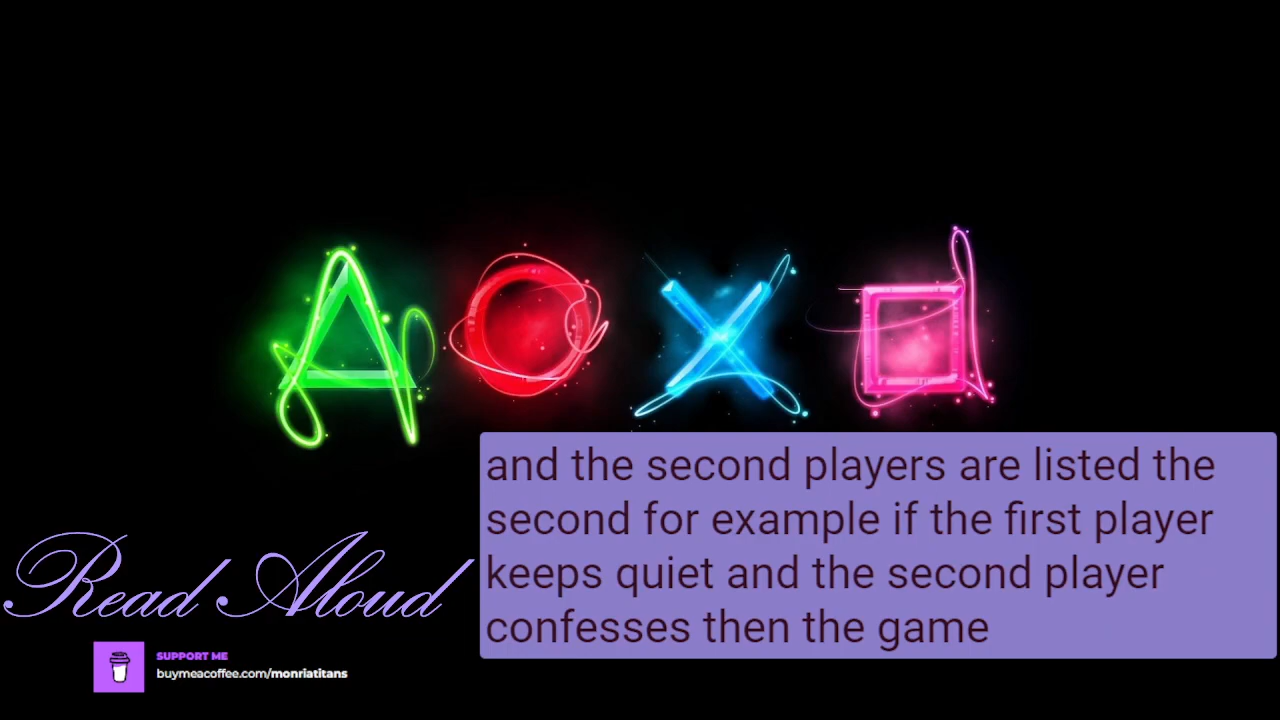 and the second players are listed the
second for example if the first player
keeps quiet and the second player
confesses then the game
Read Aloud
SUPPORT ME
buymeacoffee.com/monriatitans